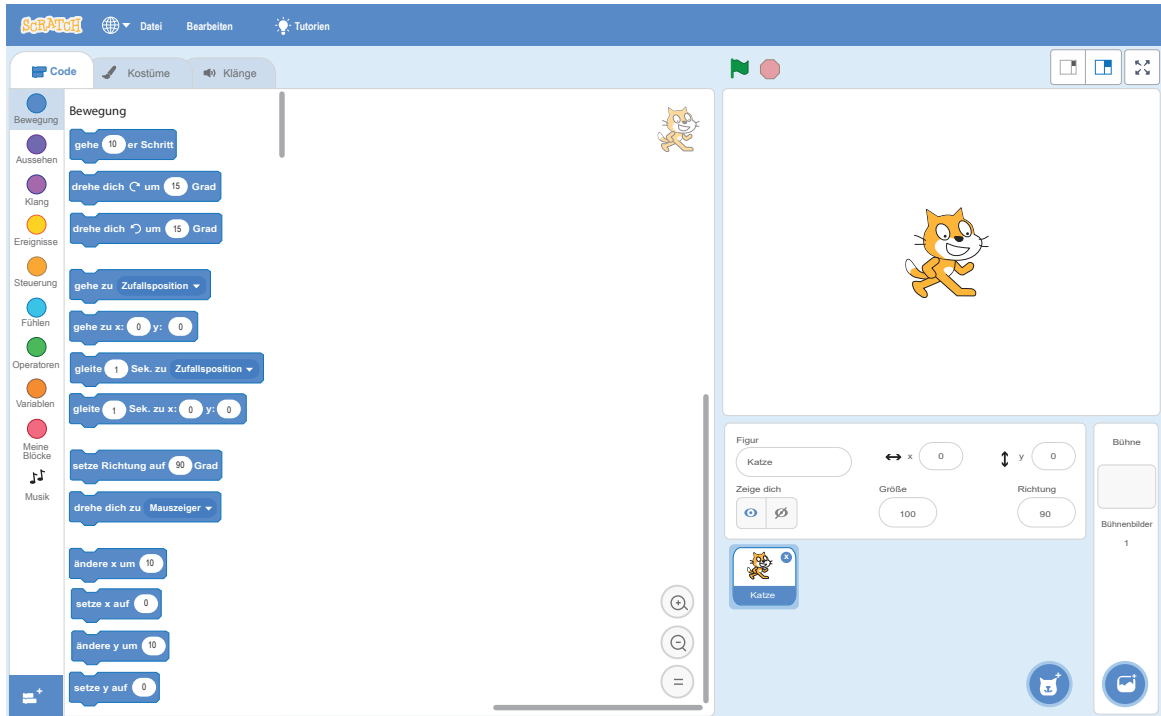 SCRATCH Datei Bearbeiten Tutorien
Code Kostüme Klänge
Bewegung
Aussehen
Klang
Ereignisse
Steuerung
Fühlen
Operatoren
Variablen
Meine
Blöcke
Musik
Bewegung
gehe 10 er Schritt
drehe dich um 15 Grad
drehe dich um 15 Grad
gehe zu Zufallsposition
gehe zu x: 0 y: 0
gleite 1 Sek. zu Zufallsposition
gleite 1 Sek. zu x: 0 y: 0
setze Richtung auf 90 Grad
drehe dich zu Mauszeiger
ändere x um 10
setze x auf 0
ändere y um 10
setze y auf 0
Figur
Katze x 0 y 0
Zeige dich Größe Richtung
100 90
Katze
Bühne
Bühnenbilder
1